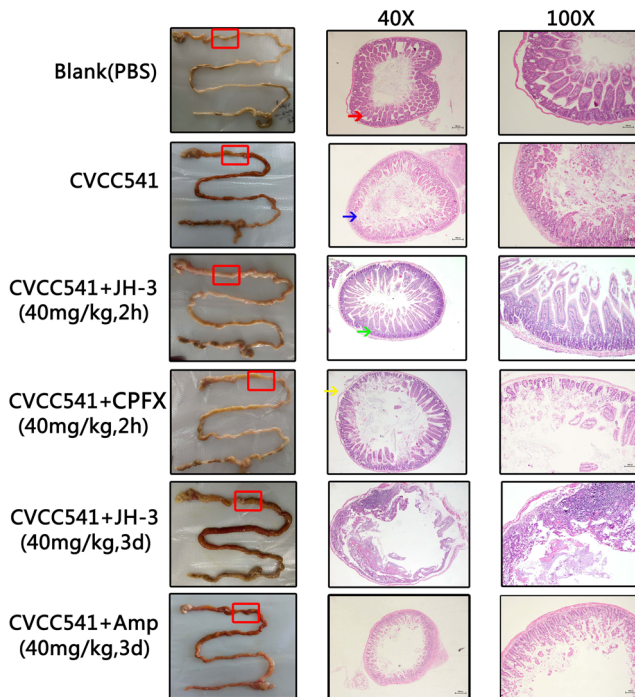 40X 100X
Blank(PBS)
CVCC541
CVCC541+JH-3
(40mg/kg,2h)
CVCC541+CPFX
(40mg/kg,2h)
CVCC541+JH-3
(40mg/kg,3d)
CVCC541+Amp
(40mg/kg,3d)